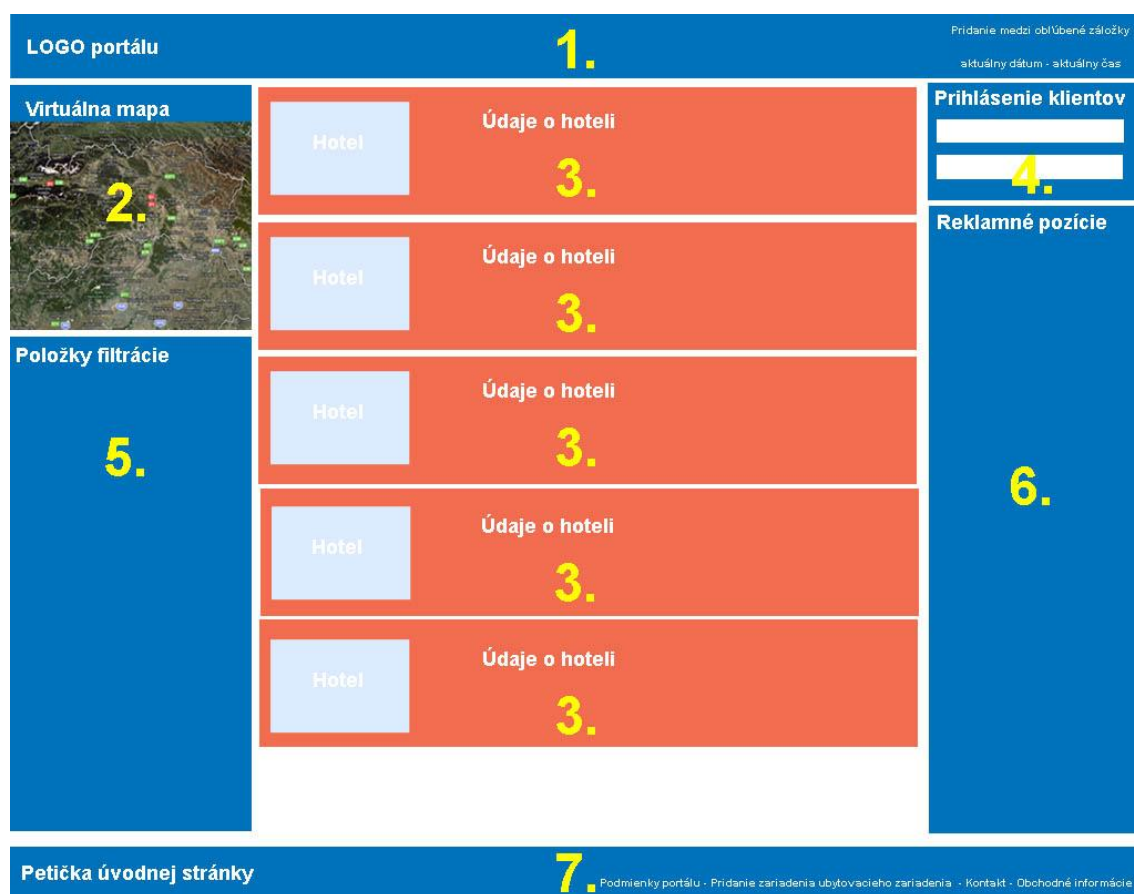 LOGO portálu
1.
Pridanie medzi obľúbené záložky
aktuálny dátum - aktuálny čas
Virtuálna mapa
2.
Hotel
Údaje o hoteli
3.
Hotel
Údaje o hoteli
3.
Hotel
Údaje o hoteli
3.
Hotel
Údaje o hoteli
3.
Hotel
Údaje o hoteli
3.
Prihlásenie klientov
4.
Položky filtrácie
5.
Reklamné pozície
6.
Petička úvodnej stránky
7.
Podmienky portálu - Pridanie zariadenia ubytovacieho zariadenia - Kontakt - Obchodné informácie